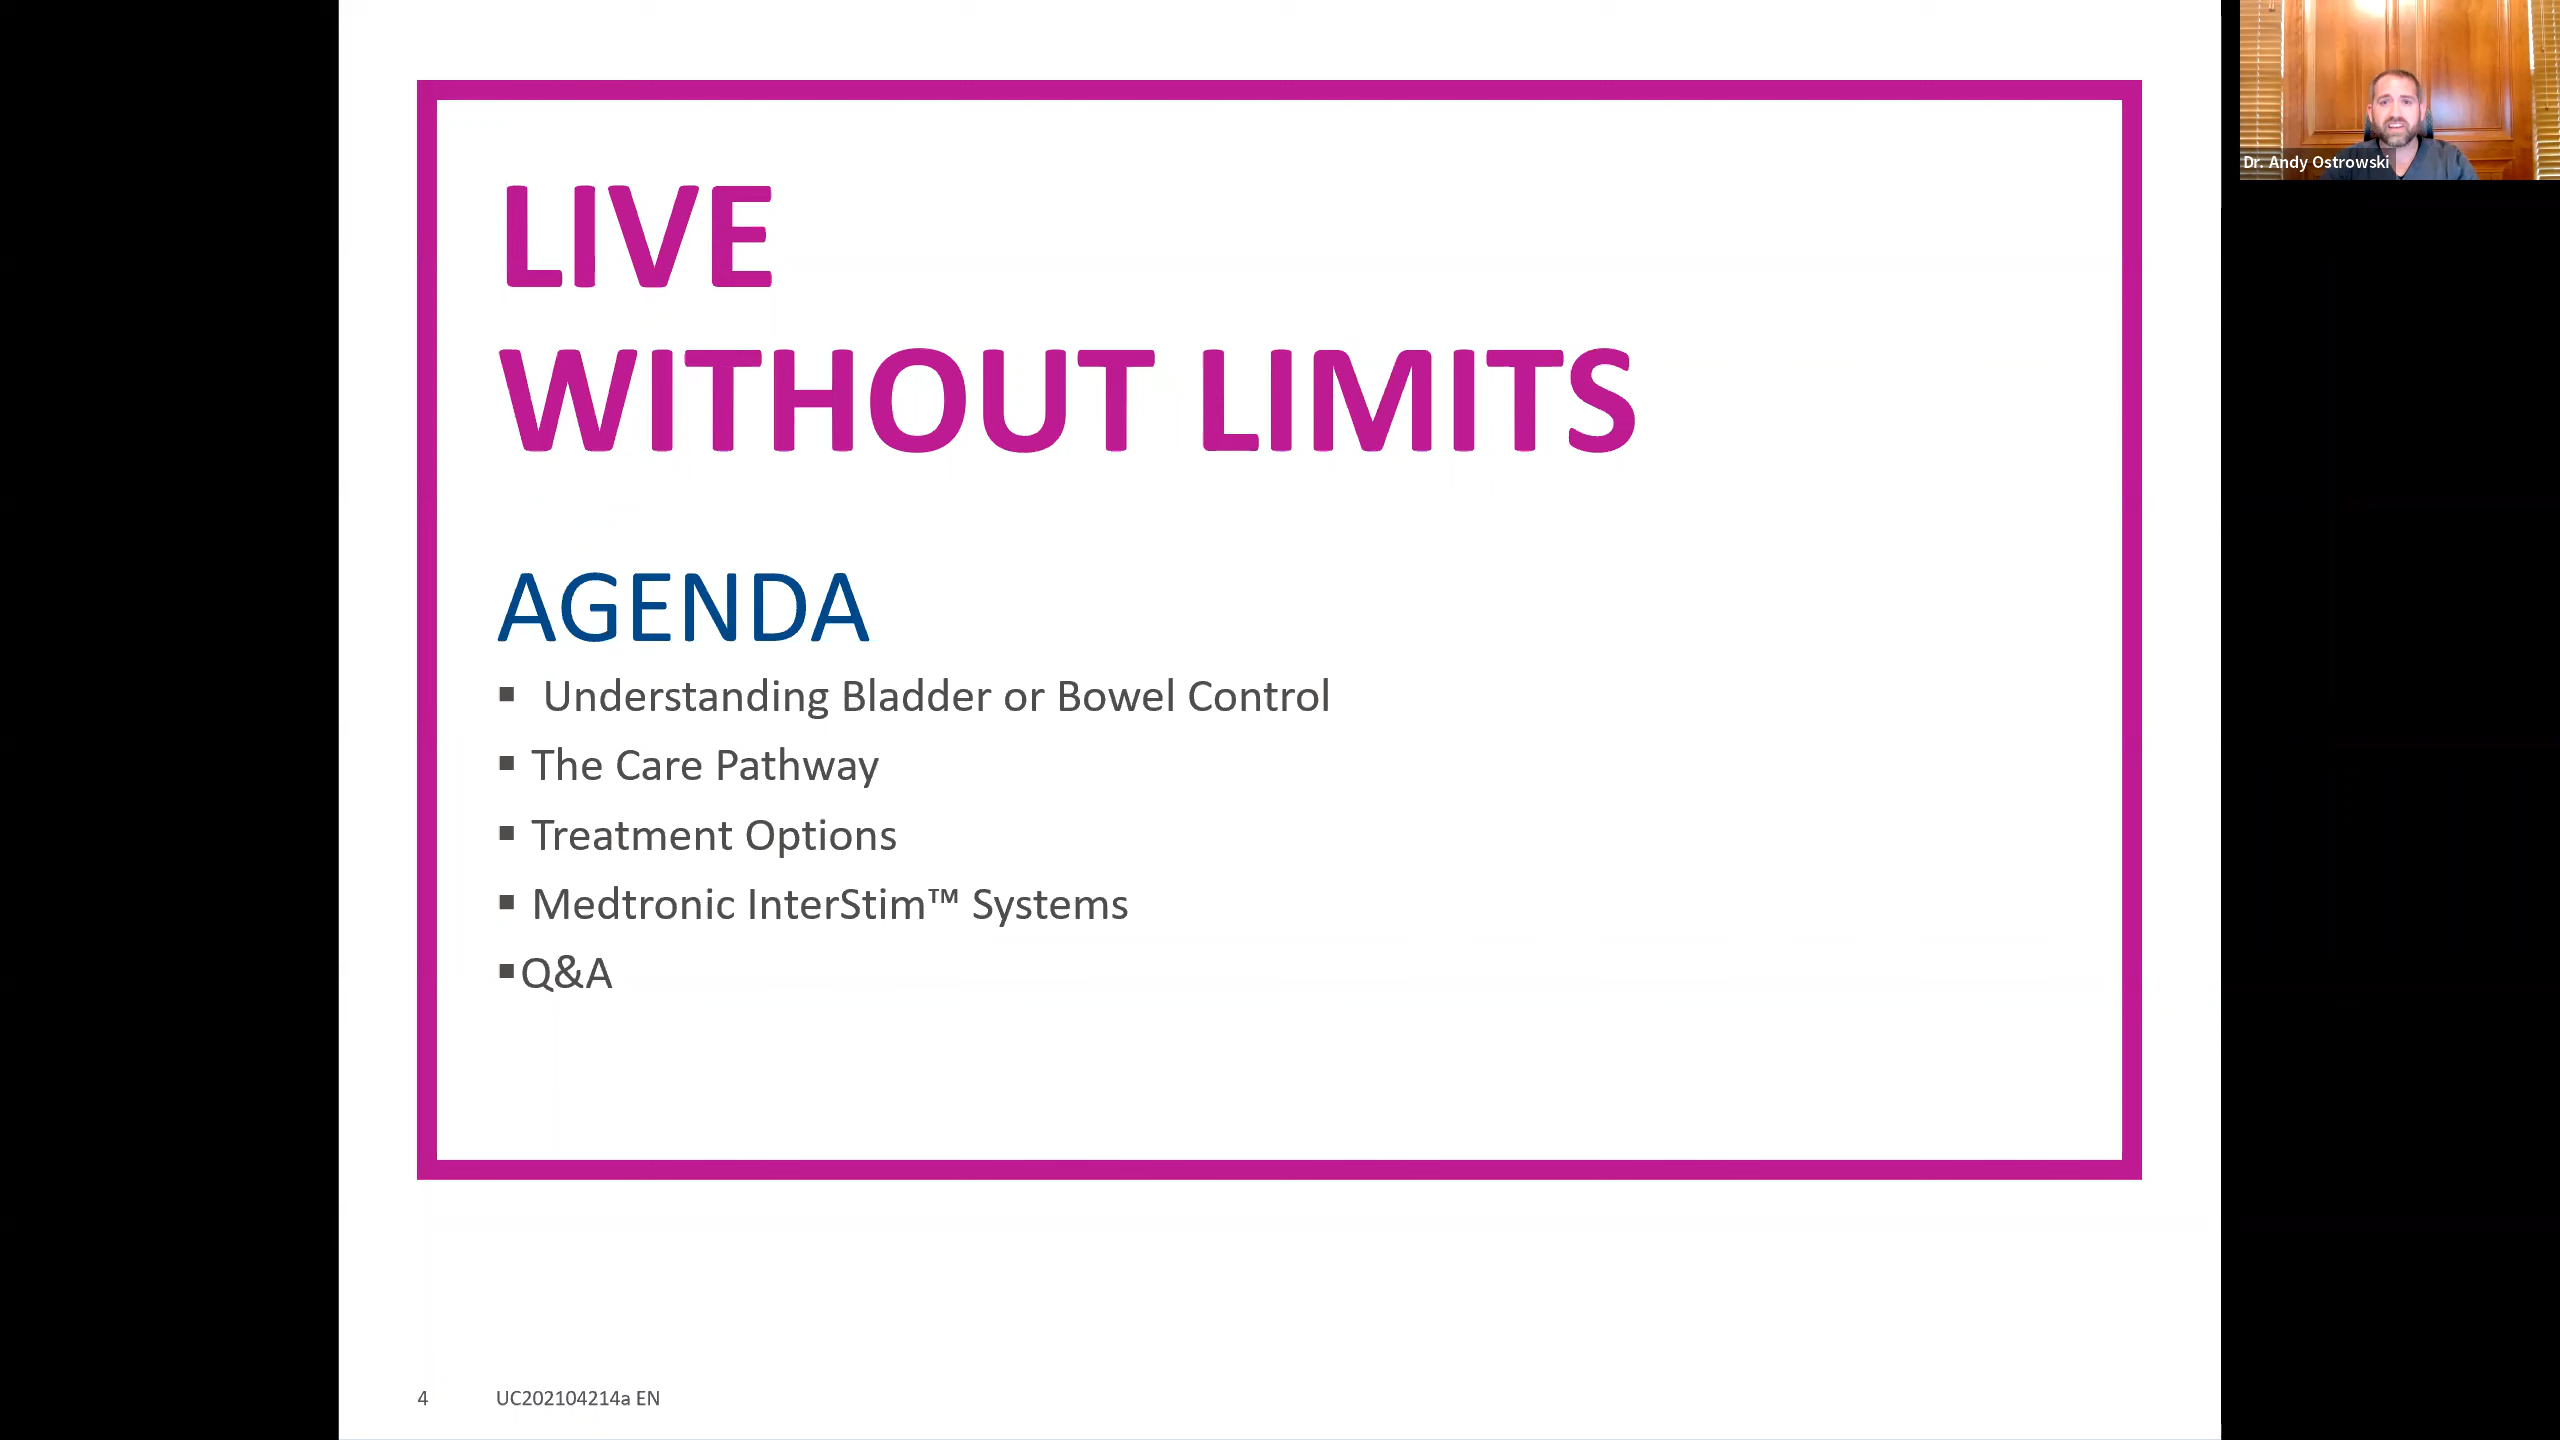 LIVE
WITHOUT LIMITS
AGENDA
▪ Understanding Bladder or Bowel Control
▪ The Care Pathway
▪ Treatment Options
▪ Medtronic InterStim™ Systems
▪Q&A
4 UC202104214a EN
Dr. Andy Ostrowski